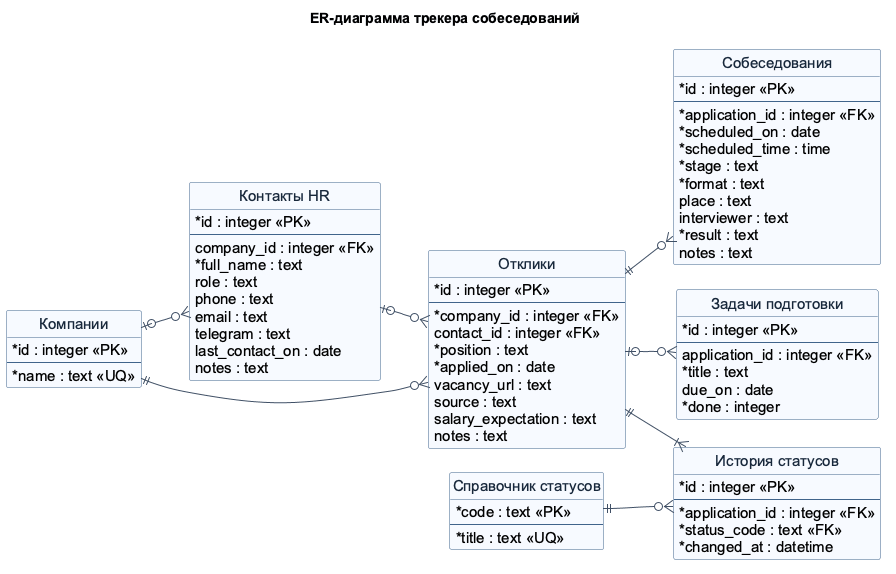 ER-диаграмма трекера собеседований
Собеседования
*id : integer «PK»
*application_id : integer «FK»
*scheduled_on : date
*scheduled_time : time
*stage : text
*format : text
place : text
interviewer : text
*result : text
notes : text
Контакты HR
*id : integer «PK»
company_id : integer «FK»
*full_name : text
role : text
phone : text
email : text
telegram : text
last_contact_on : date
notes : text
Отклики
*id : integer «PK»
*company_id : integer «FK»
contact_id : integer «FK»
*position : text
*applied_on : date
vacancy_url : text
source : text
salary_expectation : text
notes : text
Компании
*id : integer «PK»
*name : text «UQ»
Задачи подготовки
*id : integer «PK»
application_id : integer «FK»
*title : text
due_on : date
*done : integer
История статусов
*id : integer «PK»
*application_id : integer «FK»
*status_code : text «FK»
*changed_at : datetime
Справочник статусов
*code : text «PK»
*title : text «UQ»